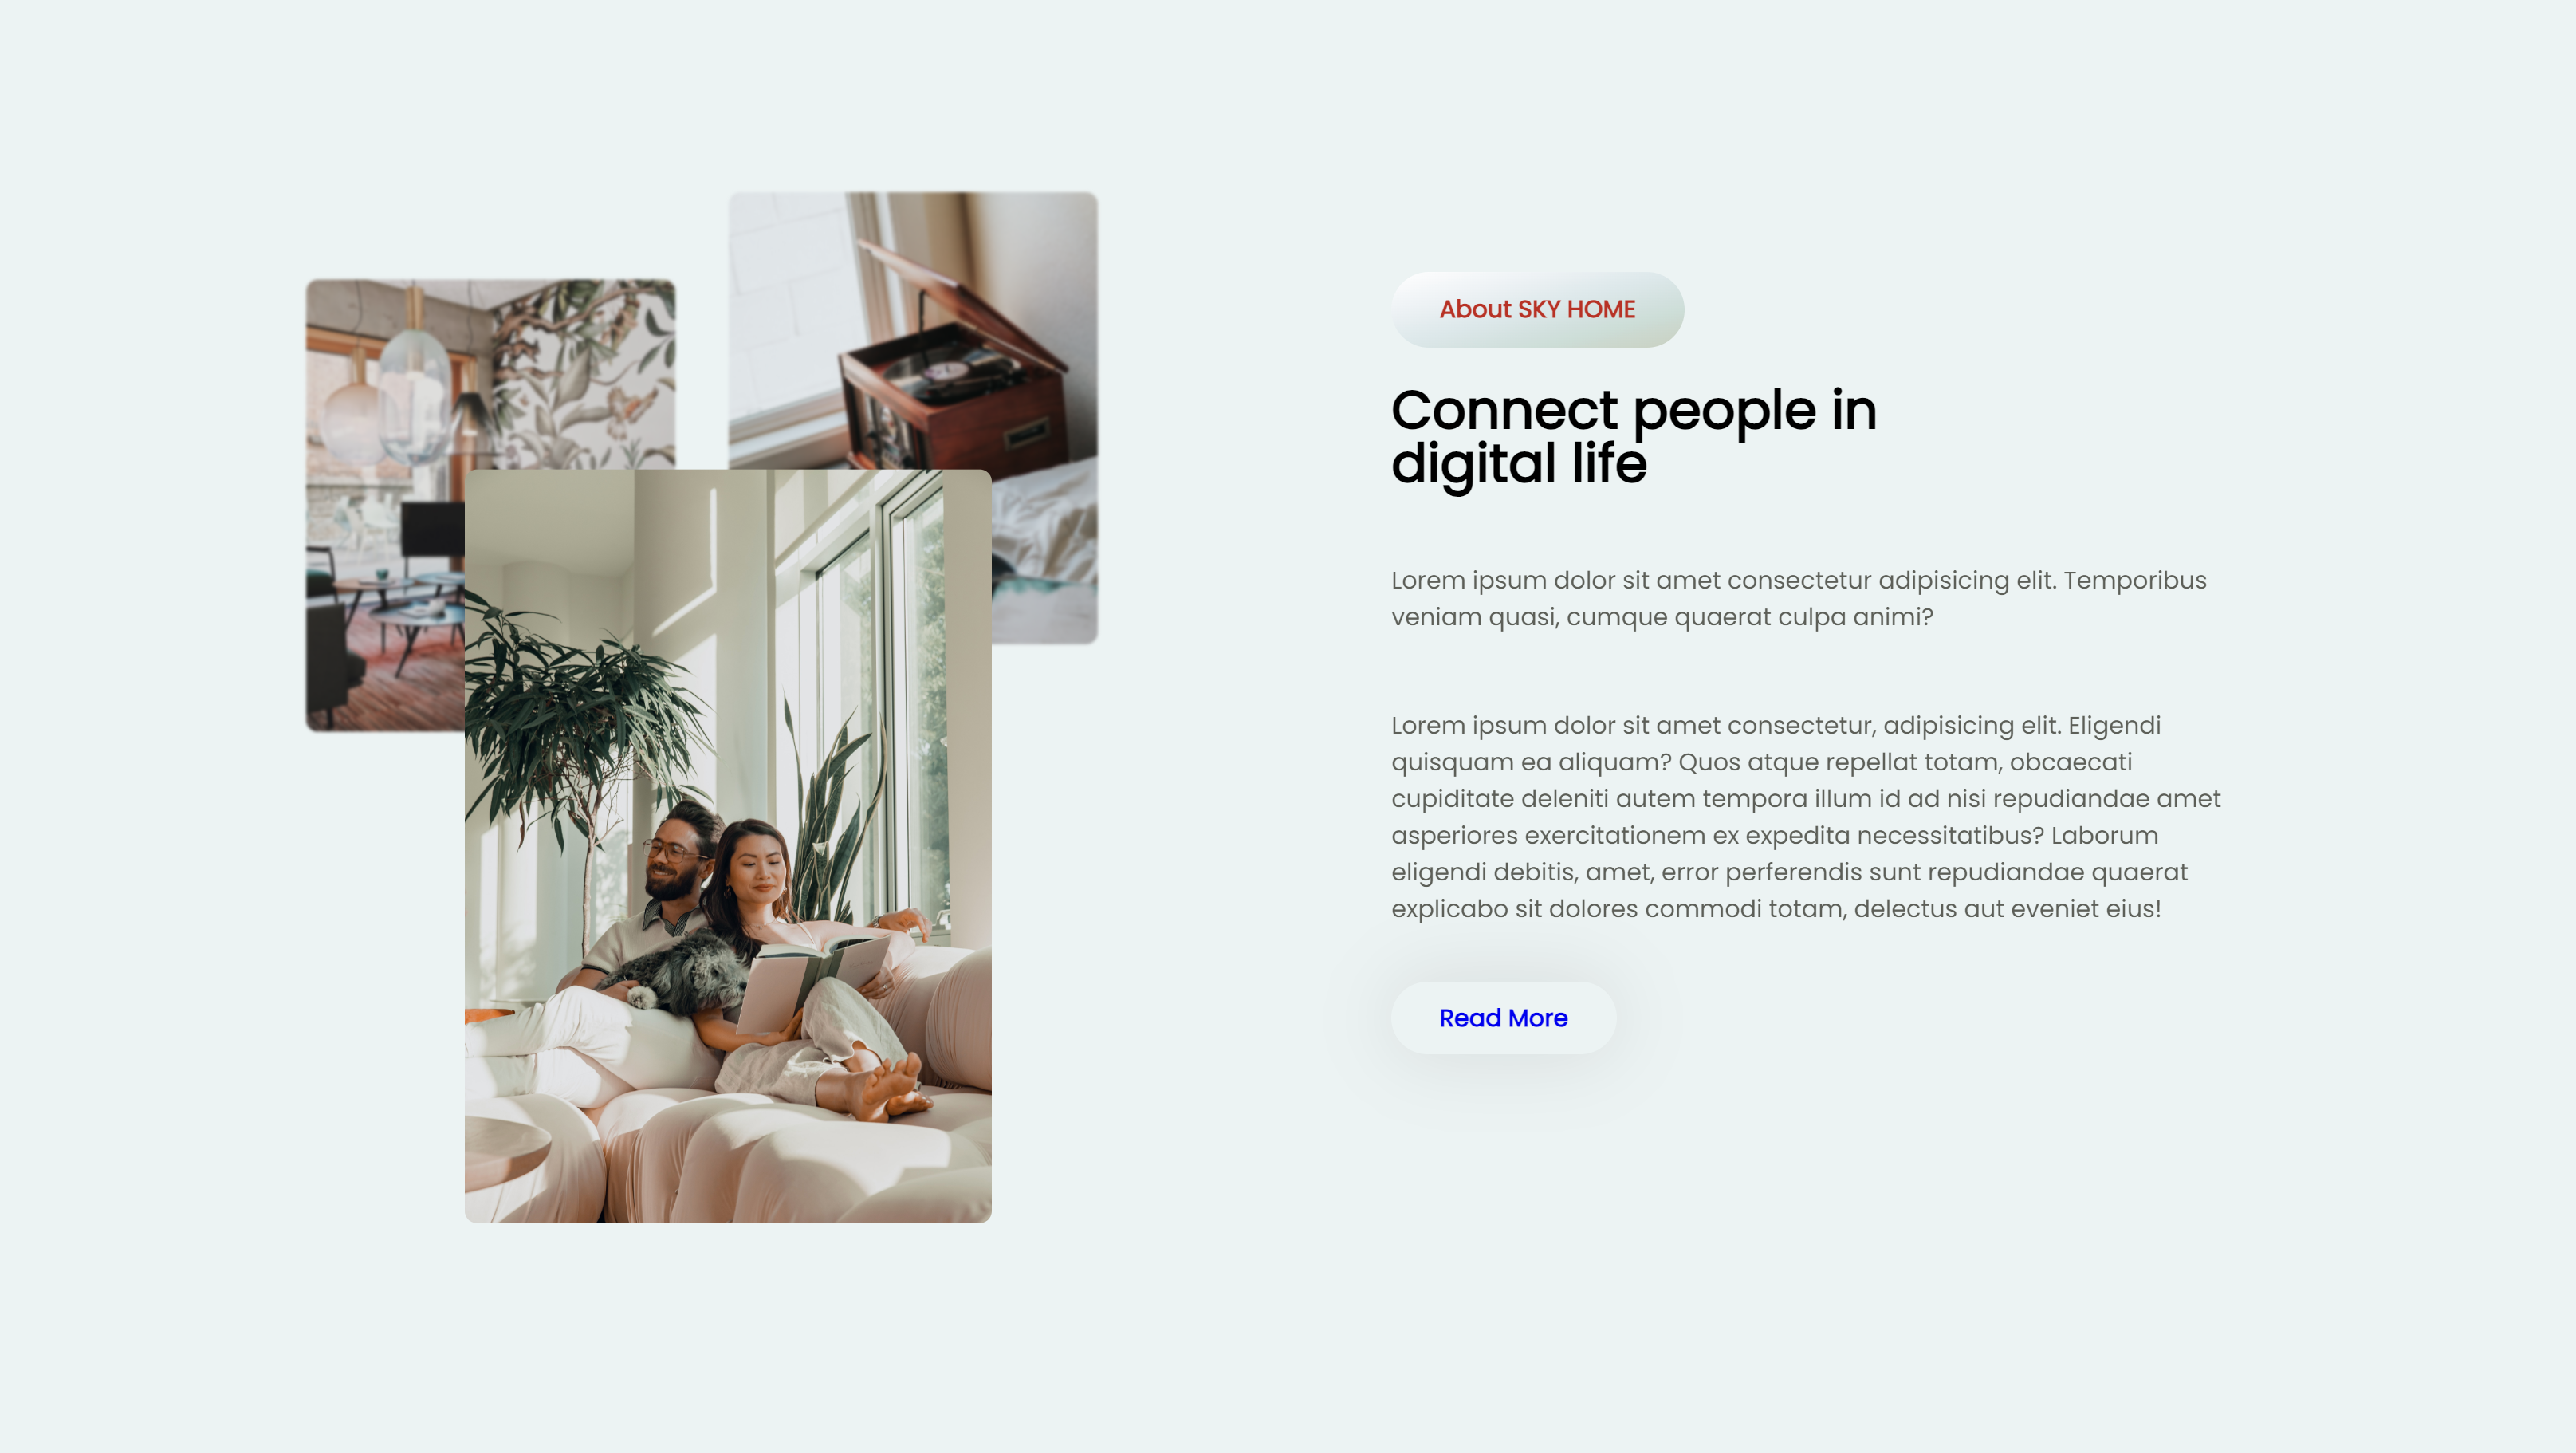 About SKY HOME
Connect people in
digital life
Lorem ipsum dolor sit amet consectetur adipisicing elit. Temporibus
veniam quasi, cumque quaerat culpa animi?
Lorem ipsum dolor sit amet consectetur, adipisicing elit. Eligendi
quisquam ea aliquam? Quos atque repellat totam, obcaecati
cupiditate deleniti autem tempora illum id ad nisi repudiandae amet
asperiores exercitationem ex expedita necessitatibus? Laborum
eligendi debitis, amet, error perferendis sunt repudiandae quaerat
explicabo sit dolores commodi totam, delectus aut eveniet eius!
Read More